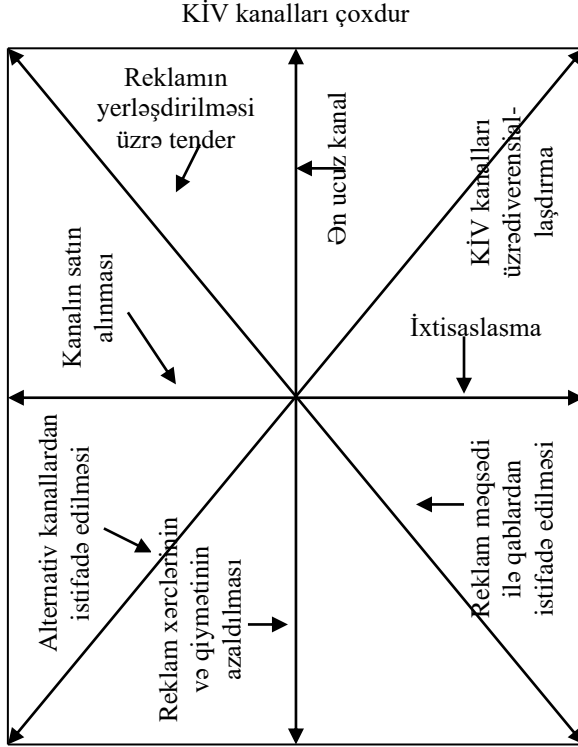 KİV kanalları çoxdur
Reklamın
yerləşdirilməsi
üzrə tender
Ən ucuz kanal
KİV kanalları
üzrədiverensial-
laşdırma
Kanalın satın
alınması
İxtisaslasma
Alternativ kanallardan
istifadə edilməsi
Reklam xərclərinin
və qiymətinin
azaldılması
Reklam məqsədi
ilə qablardan
istifadə edilməsi